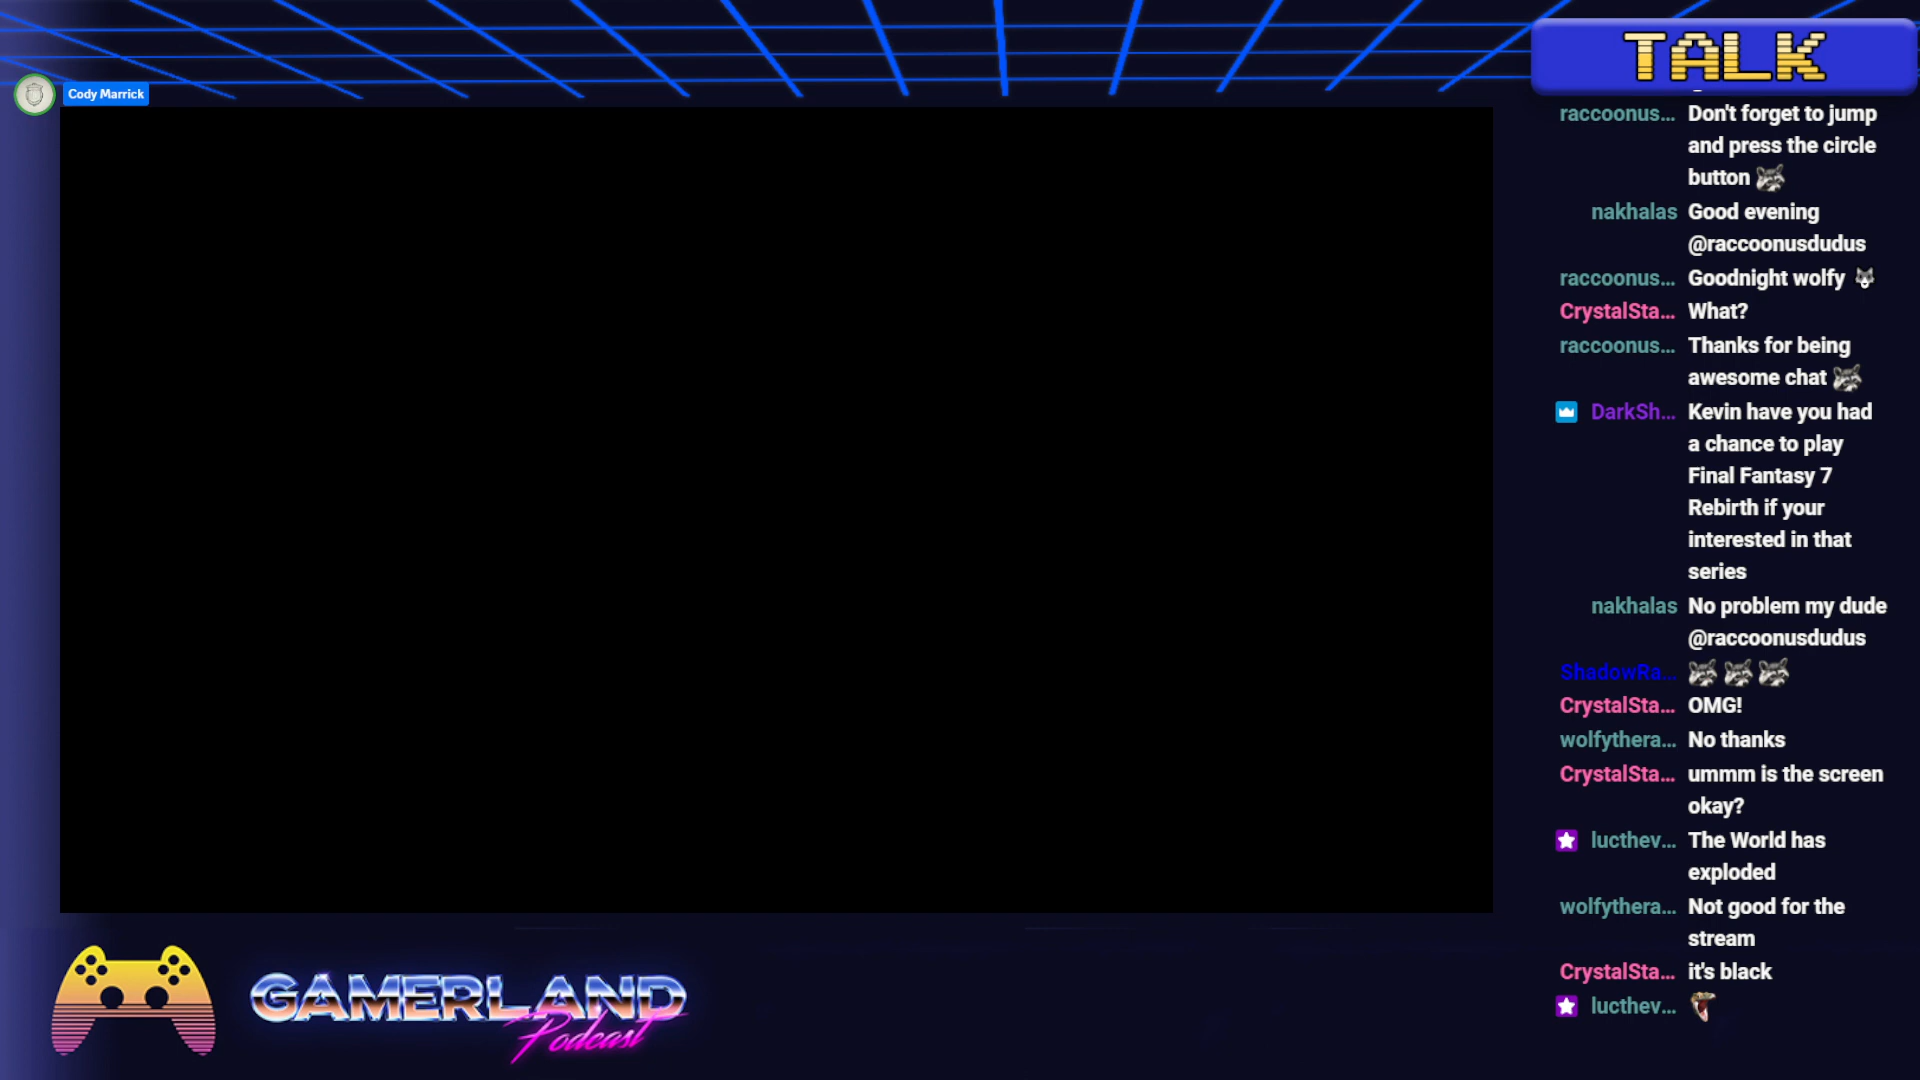 TALK
Cody Marrick
raccoonus... Don't forget to jump
and press the circle
button
nakhalas Good evening
@raccoonusdudus
raccoonus... Goodnight wolfy
CrystalSta... What?
raccoonus... Thanks for being
awesome chat
DarkSh... Kevin have you had
a chance to play
Final Fantasy 7
Rebirth if your
interested in that
series
nakhalas No problem my dude
@raccoonusdudus
ShadowRa...
CrystalSta... OMG!
wolfythera... No thanks
CrystalSta... ummm is the screen
okay?
lucthev... The World has
exploded
wolfythera... Not good for the
stream
CrystalSta... it's black
lucthev...
GAMERLAND
Podcast